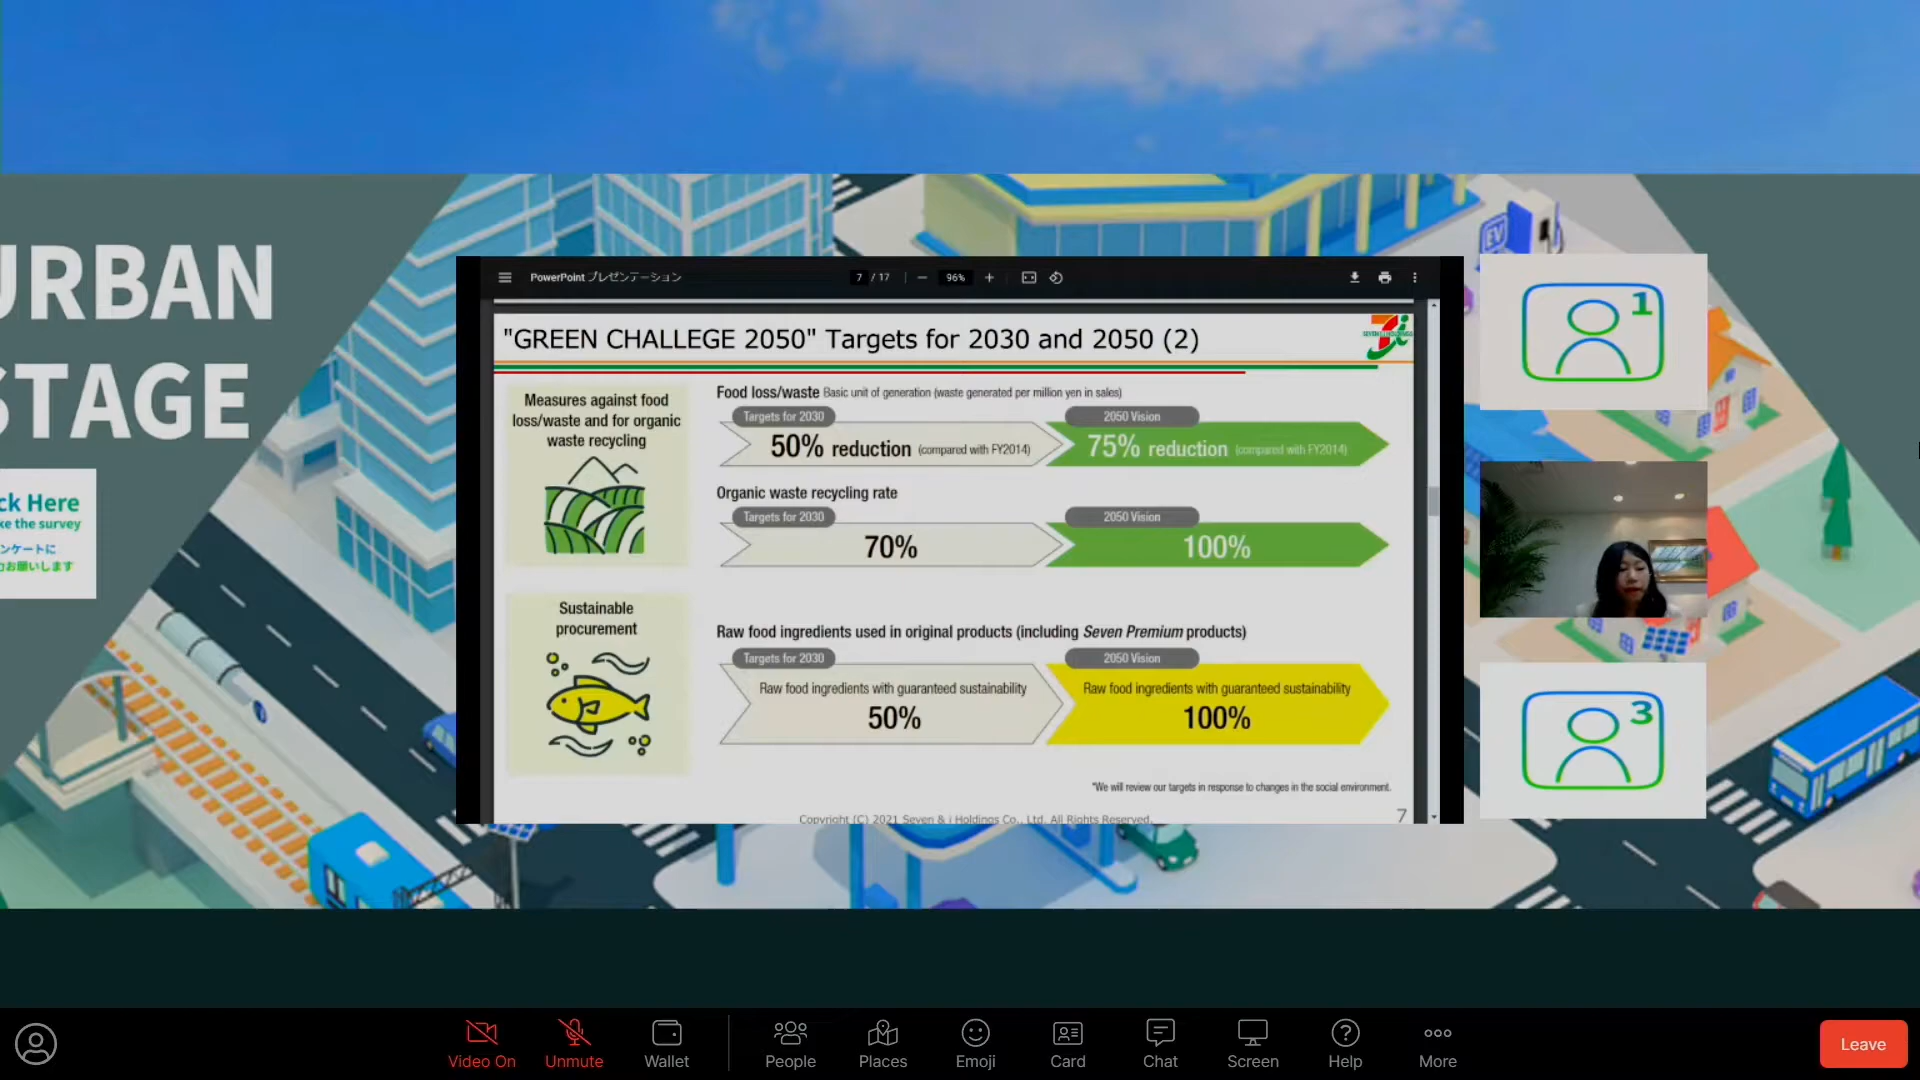 URBAN
STAGE
ck Here
ke the survey
ンケートに
力お願いします
PowerPoint プレゼンテーション
7 / 17
96%
"GREEN CHALLEGE 2050" Targets for 2030 and 2050 (2)
Measures against food
loss/waste and for organic
waste recycling
Food loss/waste Basic unit of generation (waste generated per million yen in sales)
Targets for 2030
2050 Vision
50% reduction (compared with FY2014)
75% reduction (compared with FY2014)
Organic waste recycling rate
Targets for 2030
2050 Vision
70%
100%
Sustainable
procurement
Raw food ingredients used in original products (including Seven Premium products)
Targets for 2030
2050 Vision
Raw food ingredients with guaranteed sustainability
50%
Raw food ingredients with guaranteed sustainability
100%
*We will review our targets in response to changes in the social environment.
Copyright (C) 2021 Seven & i Holdings Co., Ltd. All Rights Reserved.
7
EV
1
3
Video On
Unmute
Wallet
People
Places
Emoji
Card
Chat
Screen
Help
More
Leave